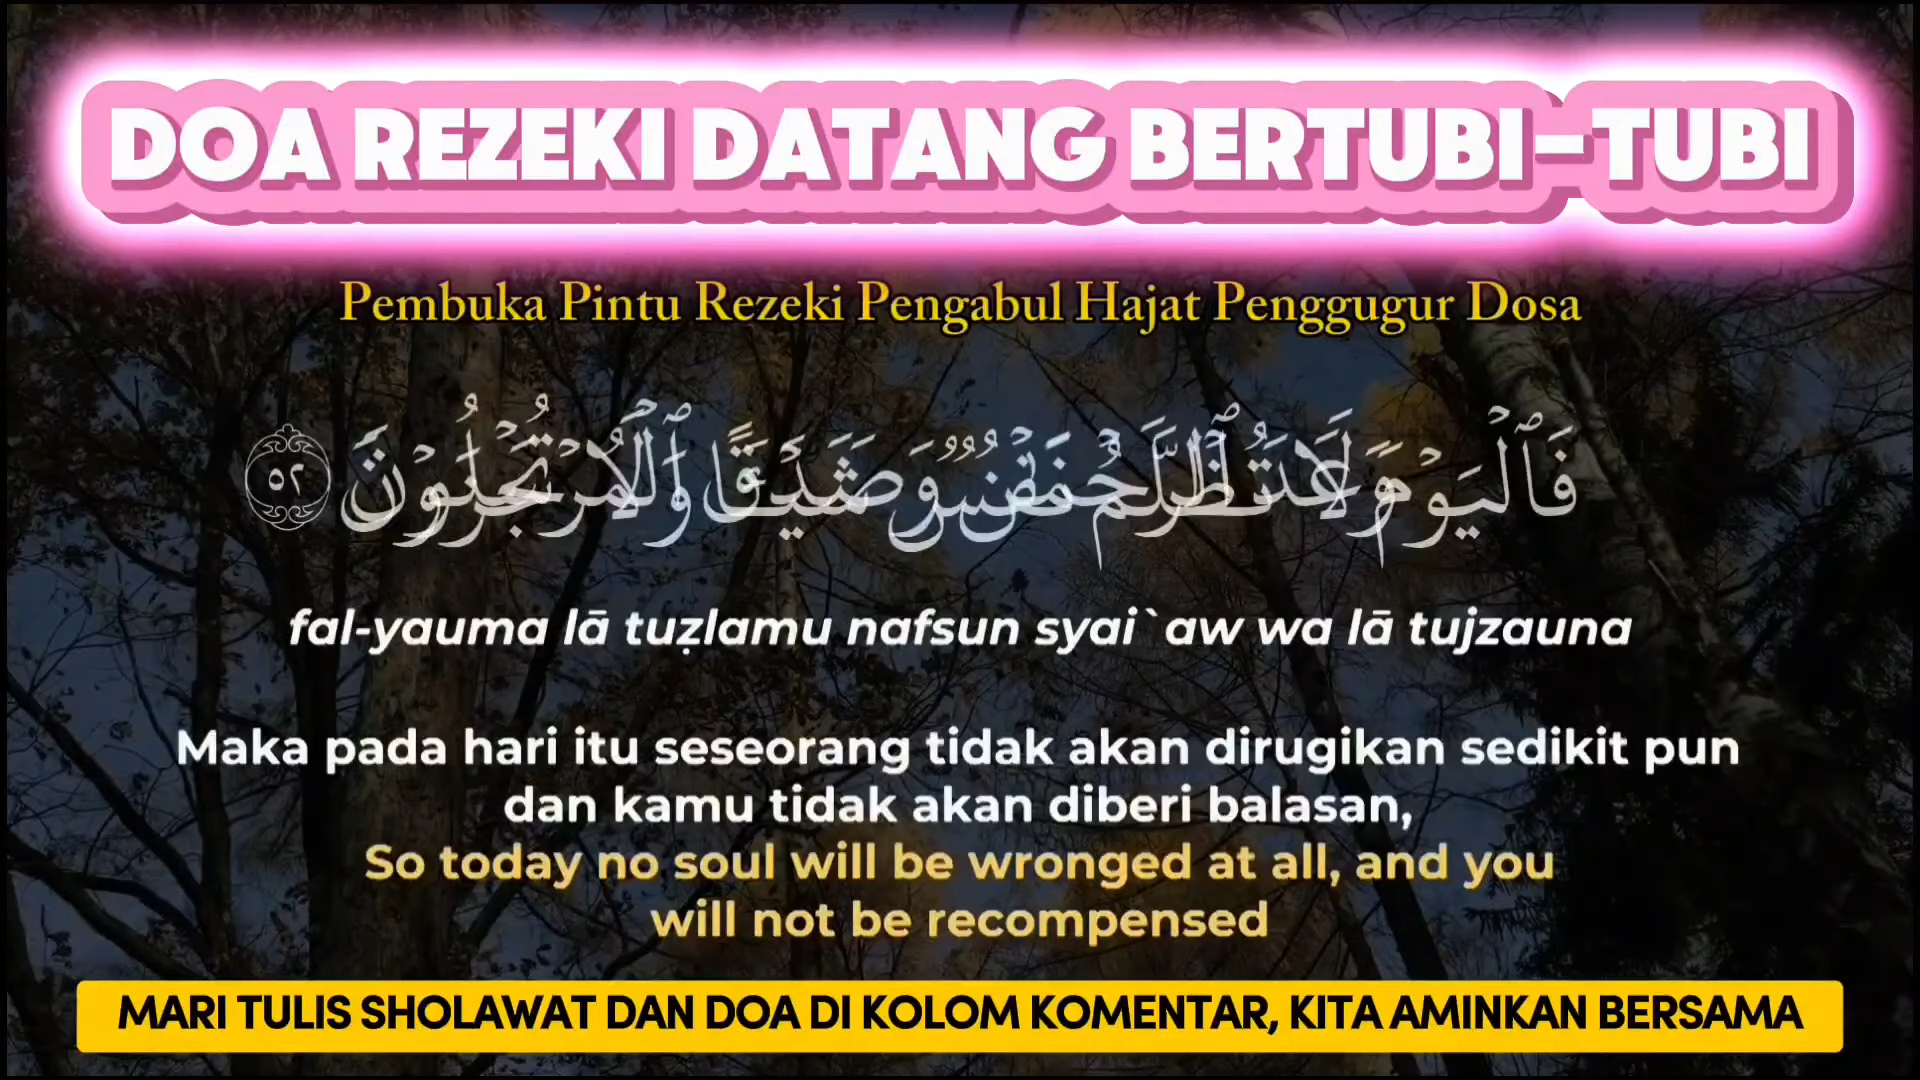 DOA REZEKI DATANG BERTUBI-TUBI
Pembuka Pintu Rezeki Pengabul Hajat Penggugur Dosa
٥٢
fal-yauma lā tuẓlamu nafsun syai`aw wa lā tujzauna
Maka pada hari itu seseorang tidak akan dirugikan sedikit pun
dan kamu tidak akan diberi balasan,
So today no soul will be wronged at all, and you
will not be recompensed
MARI TULIS SHOLAWAT DAN DOA DI KOLOM KOMENTAR, KITA AMINKAN BERSAMA